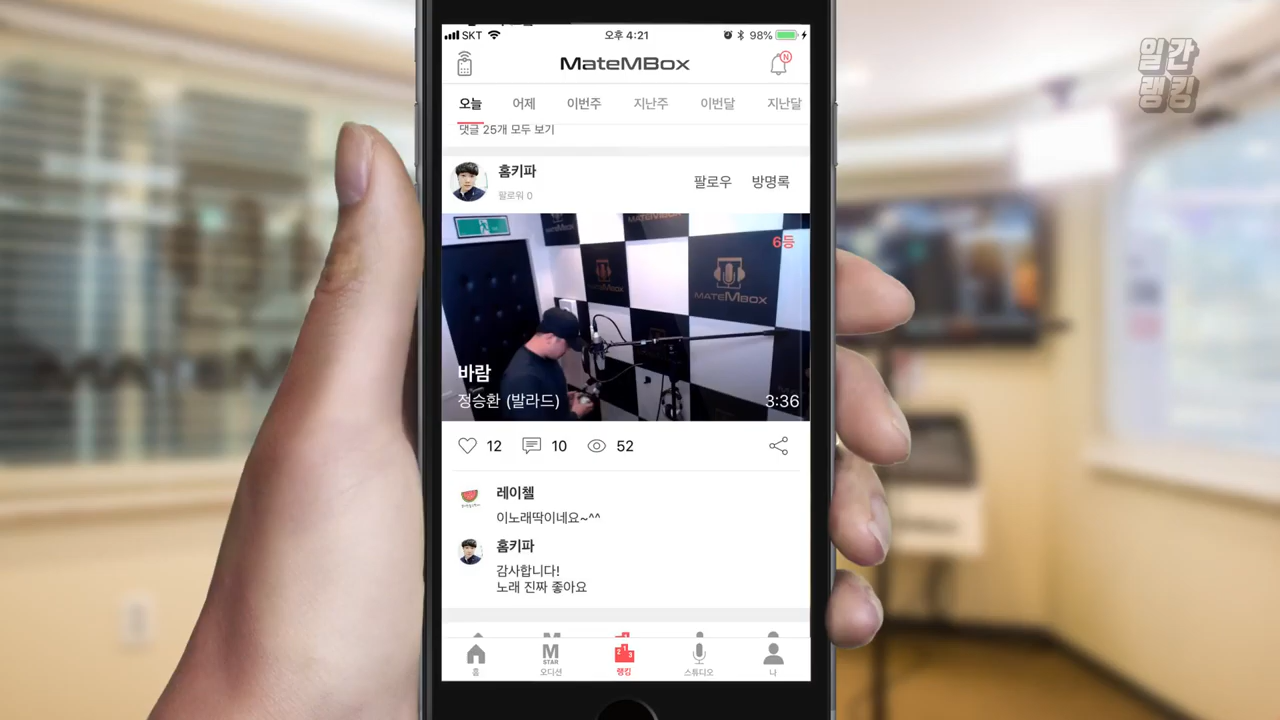 일간
랭킹
SKT
오후 4:21
98%
MateMBox
N
오늘 어제 이번주 지난주 이번달 지난달
댓글 25개 모두 보기
홈키파
팔로워 0
팔로우 방명록
MATEMBOX
6등
MATEMBOX
바람
정승환 (발라드)
3:36
12 10 52
레이첼
이노래딱이네요~^^
홈키파
감사합니다!
노래 진짜 좋아요
M
STAR
홈 오디션 랭킹 스튜디오 나